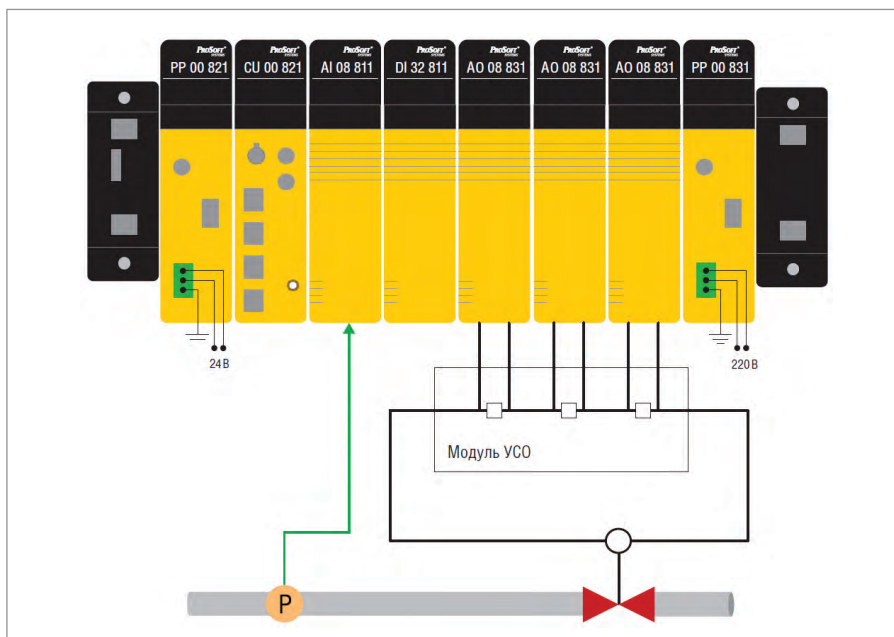 PROSOFT® PROSOFT® PROSOFT® PROSOFT® PROSOFT® PROSOFT® PROSOFT® PROSOFT®
SYSTEMS SYSTEMS SYSTEMS SYSTEMS SYSTEMS SYSTEMS SYSTEMS SYSTEMS
PP 00 821 CU 00 821 AI 08 811 DI 32 811 AO 08 831 AO 08 831 AO 08 831 PP 00 831
24В 220В
Модуль УСО
P